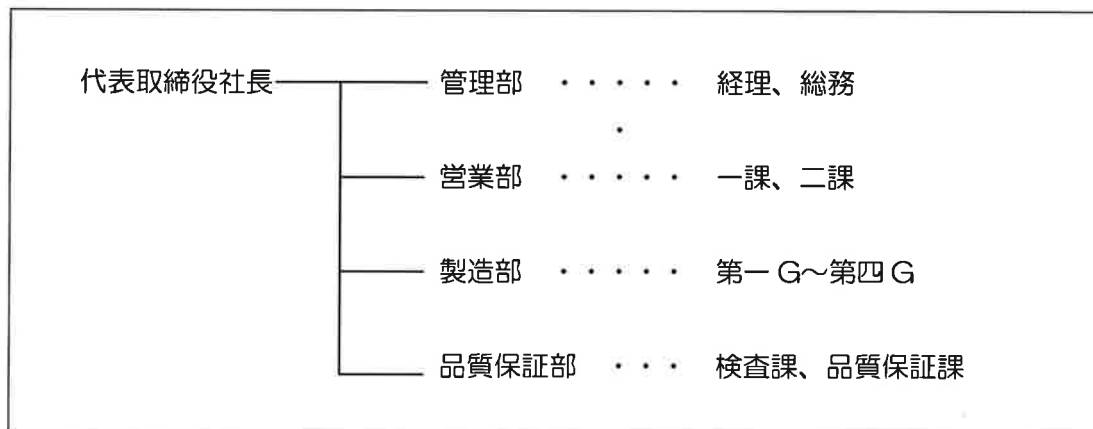 代表取締役社長 管理部 ・・・・・ 経理、総務
・
営業部 ・・・・・ 一課、二課
製造部 ・・・・・ 第一G～第四G
品質保証部 ・・・ 検査課、品質保証課